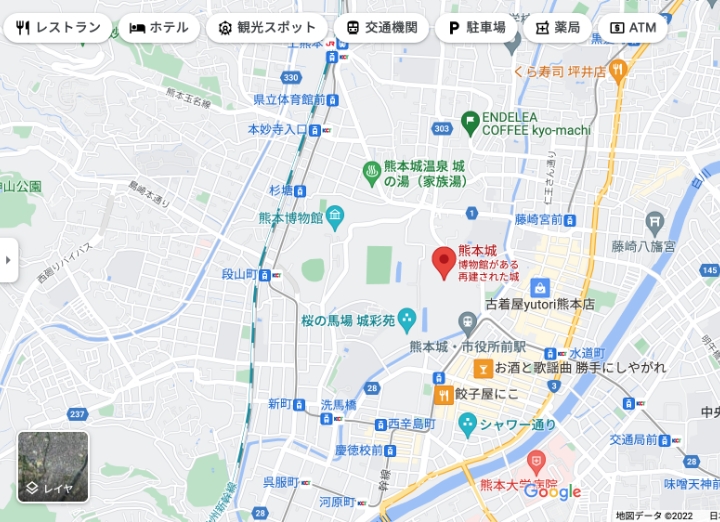 レストラン
ホテル
観光スポット
交通機関
駐車場
薬局
ATM
上熊本
くら寿司 坪井店
330
県立体育館前
熊本玉名線
ENDELEA
COFFEE kyo-machi
303
本妙寺入口
仁王さん通り
熊本城温泉 城
の湯（家族湯）
島崎本通り
杉塘
1
熊本博物館
藤崎宮前
藤崎八旛宮
西廻りバイパス
熊本城
博物館がある
再建された城
段山町
145
古着屋yutori熊本店
桜の馬場 城彩苑
熊本城・市役所前駅
水道町
お酒と歌謡曲 勝手にしやがれ
28
3
餃子屋にこ
新町
洗馬橋
237
西辛島町
シャワー通り
28
交通局前
慶徳校前
熊本大学病院
味噌天神前
呉服町
河原町
28
Google
レイヤ
地図データ ©2022